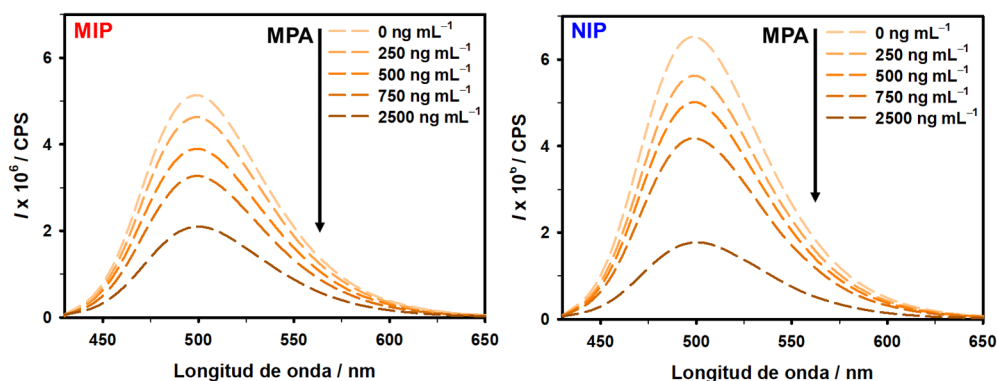 MIP
MPA
0 ng mL⁻¹
250 ng mL⁻¹
500 ng mL⁻¹
750 ng mL⁻¹
2500 ng mL⁻¹
I x 10⁶ / CPS
6
4
2
0
450
500
550
600
650
Longitud de onda / nm
NIP
MPA
0 ng mL⁻¹
250 ng mL⁻¹
500 ng mL⁻¹
750 ng mL⁻¹
2500 ng mL⁻¹
I x 10⁶ / CPS
6
4
2
0
450
500
550
600
650
Longitud de onda / nm